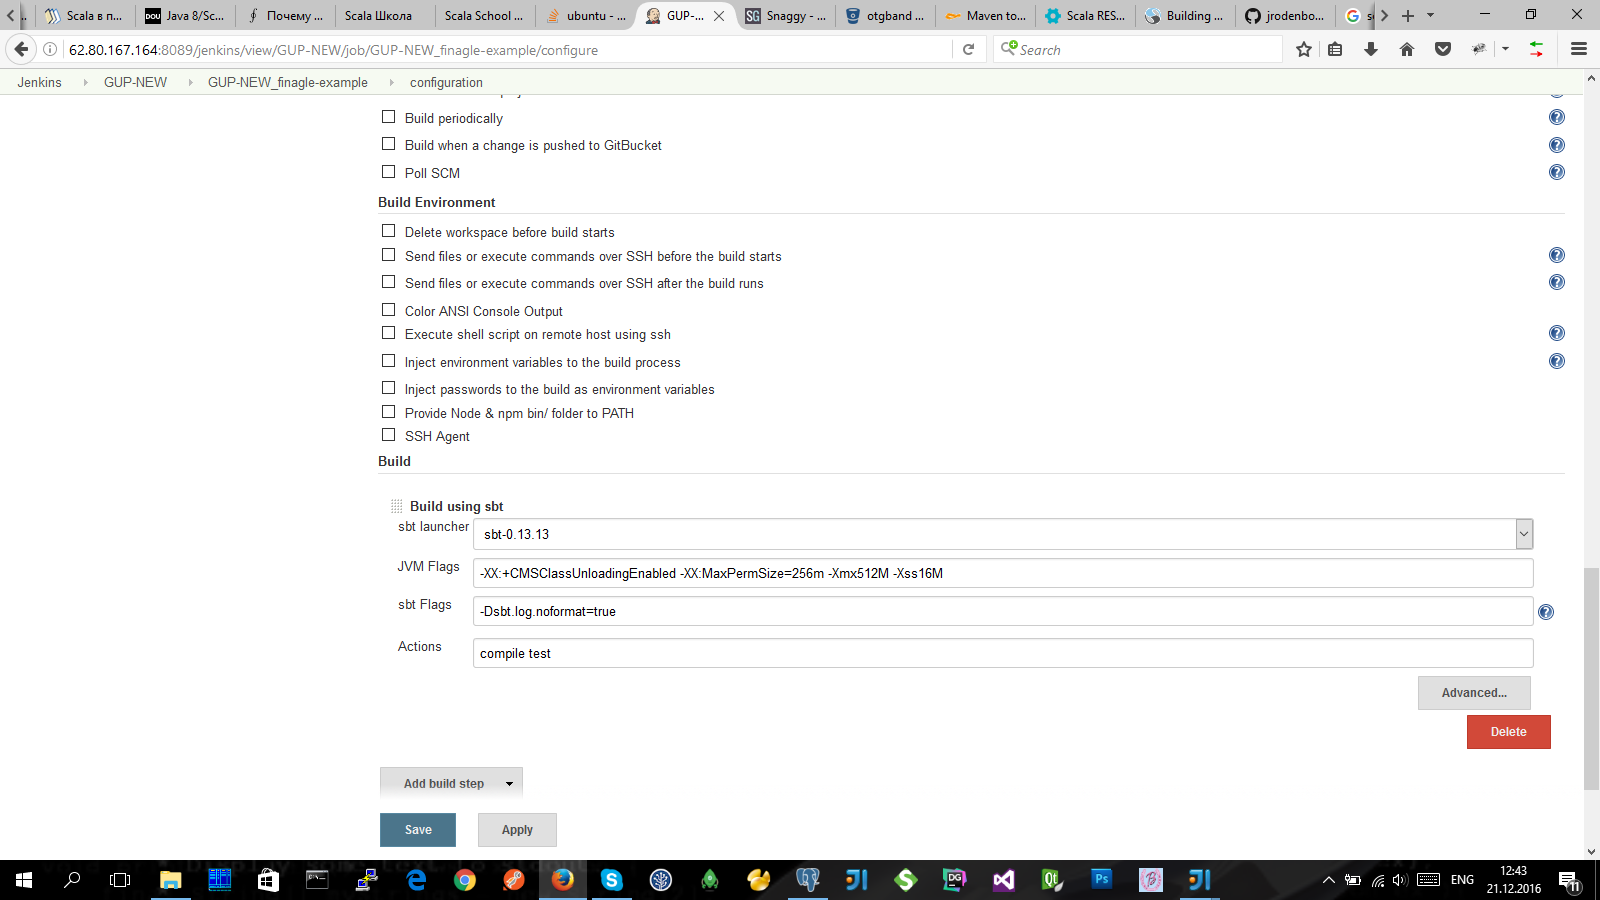 Scala в п...
DOU Java 8/Sc...
Почему ...
Scala Школа
Scala School ...
ubuntu - ...
GUP-...
SG Snaggy - ...
otgband ...
Maven to...
Scala RES...
Building ...
jrodenbo...
62.80.167.164:8089/jenkins/view/GUP-NEW/job/GUP-NEW_finagle-example/configure
Search
Jenkins
GUP-NEW
GUP-NEW_finagle-example
configuration
Build periodically
Build when a change is pushed to GitBucket
Poll SCM
Build Environment
Delete workspace before build starts
Send files or execute commands over SSH before the build starts
Send files or execute commands over SSH after the build runs
Color ANSI Console Output
Execute shell script on remote host using ssh
Inject environment variables to the build process
Inject passwords to the build as environment variables
Provide Node & npm bin/ folder to PATH
SSH Agent
Build
Build using sbt
sbt launcher
sbt-0.13.13
JVM Flags
-XX:+CMSClassUnloadingEnabled -XX:MaxPermSize=256m -Xmx512M -Xss16M
sbt Flags
-Dsbt.log.noformat=true
Actions
compile test
Advanced...
Delete
Add build step
Save
Apply
ENG
12:43
21.12.2016
11